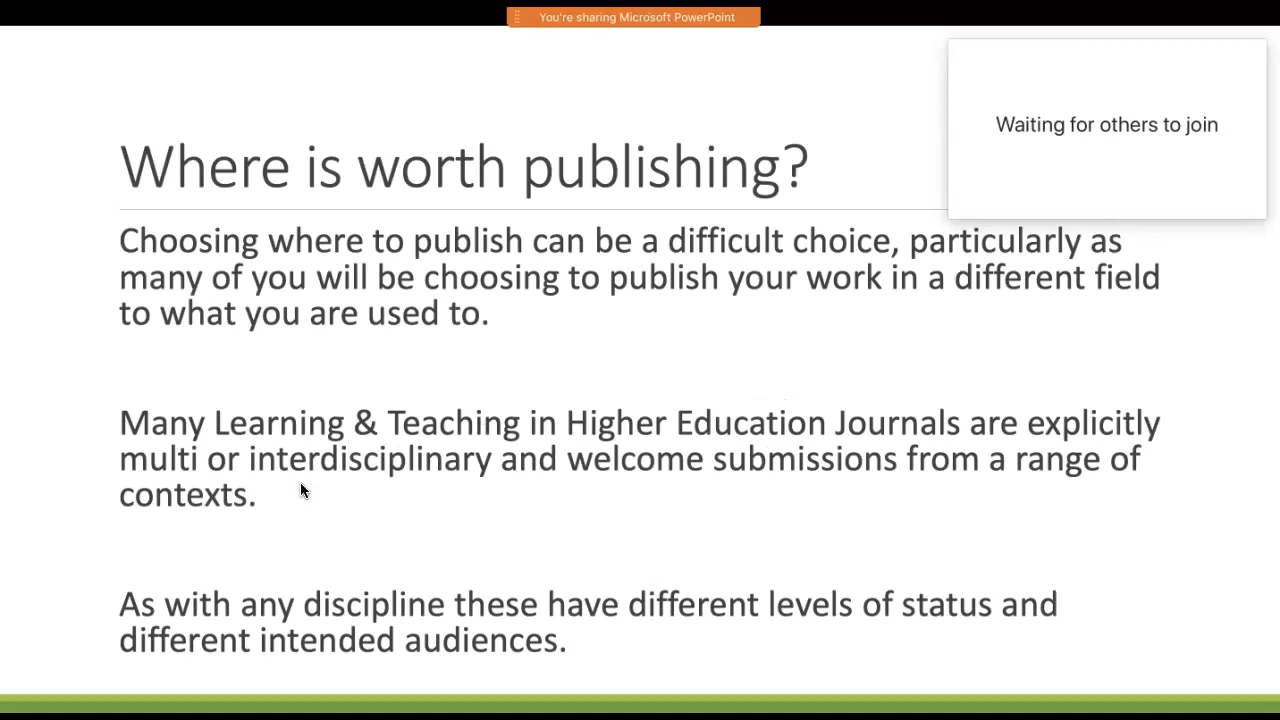 You're sharing Microsoft PowerPoint
Waiting for others to join
Where is worth publishing?
Choosing where to publish can be a difficult choice, particularly as
many of you will be choosing to publish your work in a different field
to what you are used to.
Many Learning & Teaching in Higher Education Journals are explicitly
multi or interdisciplinary and welcome submissions from a range of
contexts.
As with any discipline these have different levels of status and
different intended audiences.